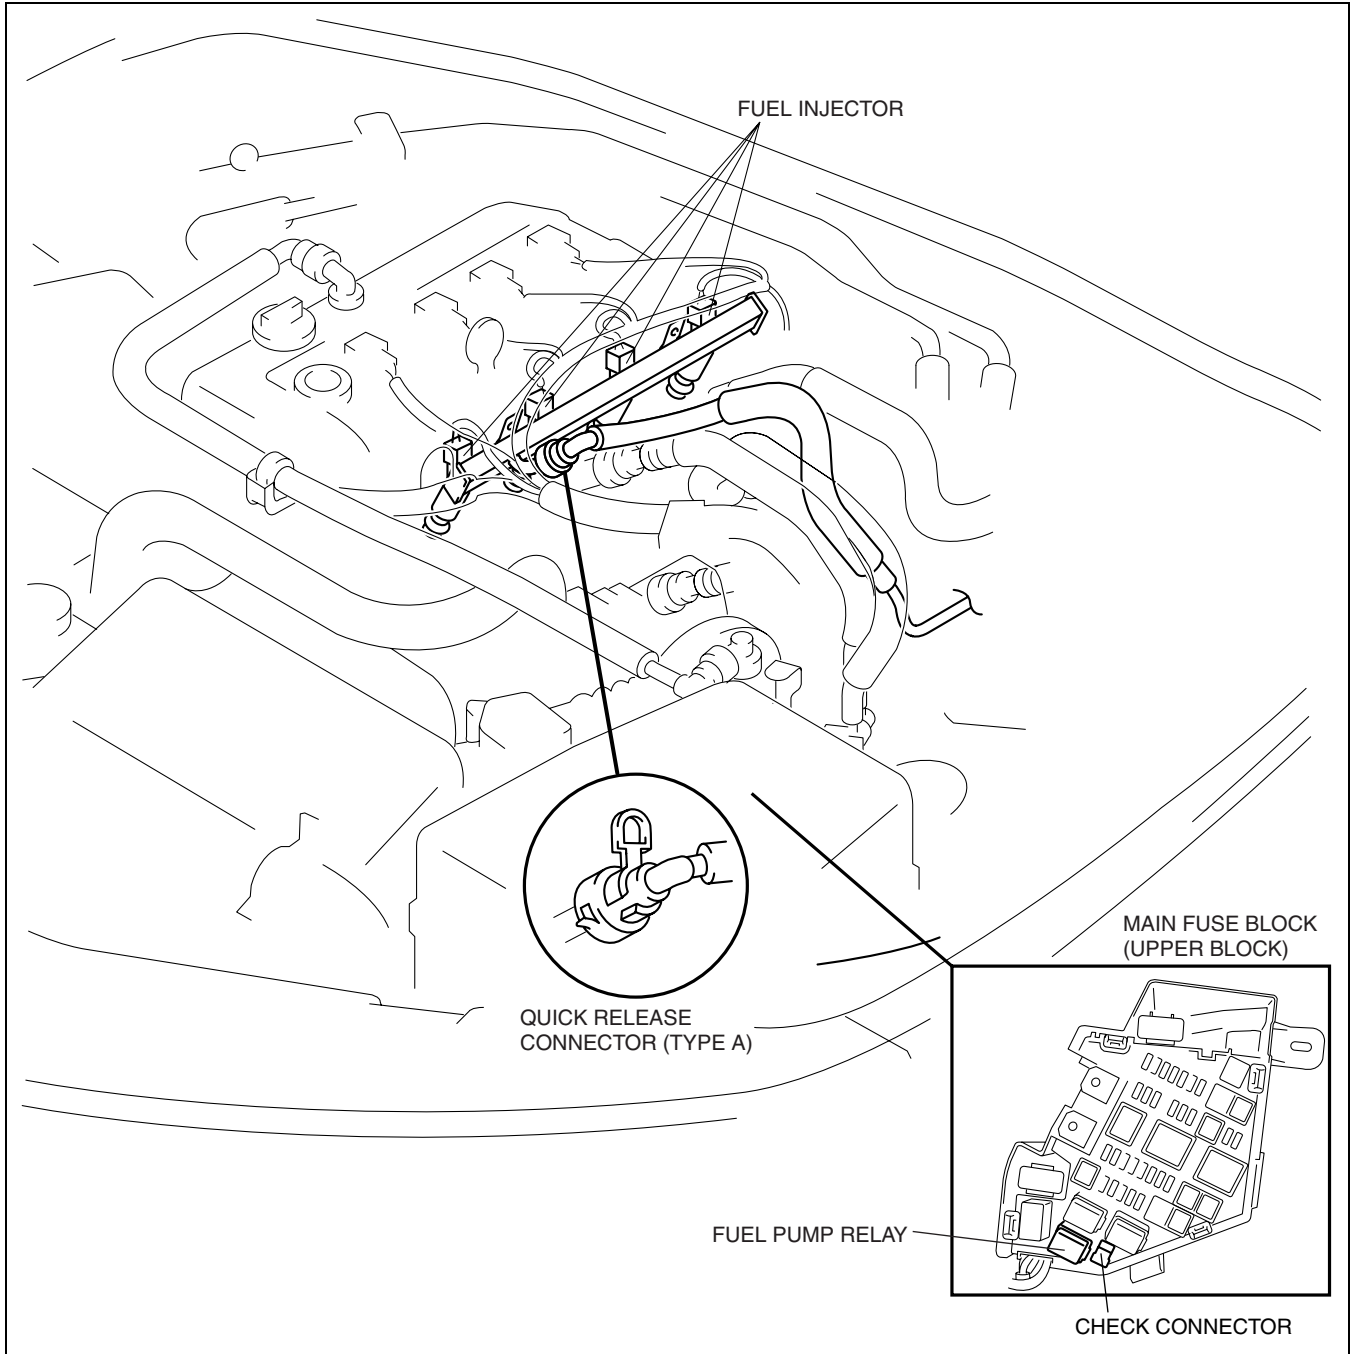 FUEL INJECTOR
MAIN FUSE BLOCK
(UPPER BLOCK)
QUICK RELEASE
CONNECTOR (TYPE A)
FUEL PUMP RELAY
CHECK CONNECTOR